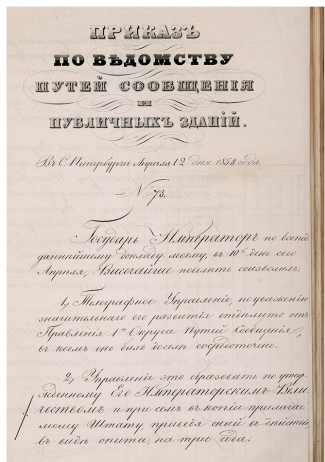 ПРИКАЗЪ
ПО ВѢДОМСТВУ
ПУТЕЙ СООБЩЕНІЯ
И
ПУБЛИЧНЫХЪ ЗДАНІЙ.
Въ С. Петербургѣ Апрѣля 12 дня 1858 года
№ 73.
Государь Императоръ по всепод
даннѣйшему докладу моему, въ 10й день сего
Апрѣля, Высочайше повелѣть соизволилъ:
1, Телеграфное Управленіе, по уваженію
значительнаго его развитія отдѣлить отъ
Правленія 1го Округа Путей Сообщенія,
въ коемъ оно было доселѣ сосредоточено.
2, Управленіе это образовать по утвер
жденному Его Императорскимъ Вели
чествомъ и при семъ въ копіи прилагае
мому Штату, приведя оный въ дѣйствіе
въ видѣ опыта, на три года.